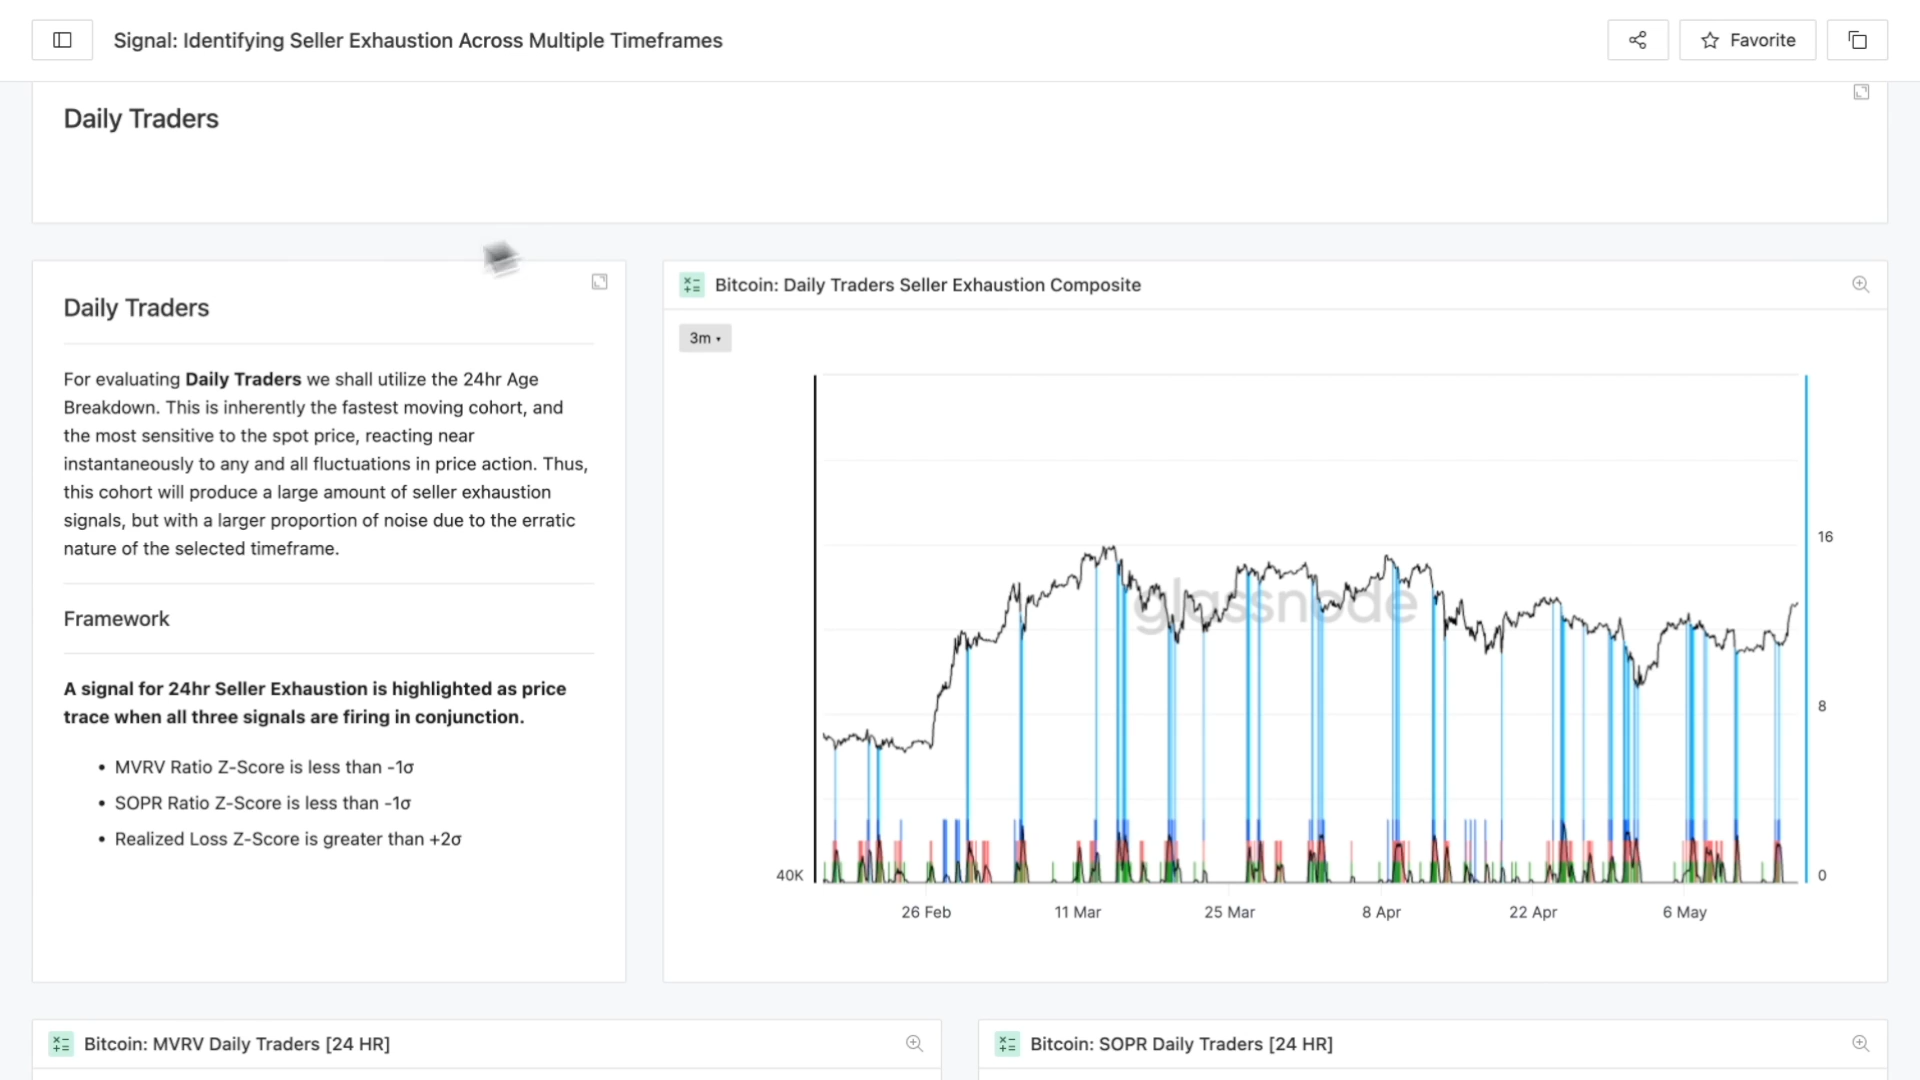 Signal: Identifying Seller Exhaustion Across Multiple Timeframes
Favorite
Daily Traders
Daily Traders
For evaluating Daily Traders we shall utilize the 24hr Age
Breakdown. This is inherently the fastest moving cohort, and
the most sensitive to the spot price, reacting near
instantaneously to any and all fluctuations in price action. Thus,
this cohort will produce a large amount of seller exhaustion
signals, but with a larger proportion of noise due to the erratic
nature of the selected timeframe.
Framework
A signal for 24hr Seller Exhaustion is highlighted as price
trace when all three signals are firing in conjunction.
• MVRV Ratio Z-Score is less than -1σ
• SOPR Ratio Z-Score is less than -1σ
• Realized Loss Z-Score is greater than +2σ
Bitcoin: Daily Traders Seller Exhaustion Composite
3m
glassnode
16
8
0
40K
26 Feb
11 Mar
25 Mar
8 Apr
22 Apr
6 May
Bitcoin: MVRV Daily Traders [24 HR]
Bitcoin: SOPR Daily Traders [24 HR]